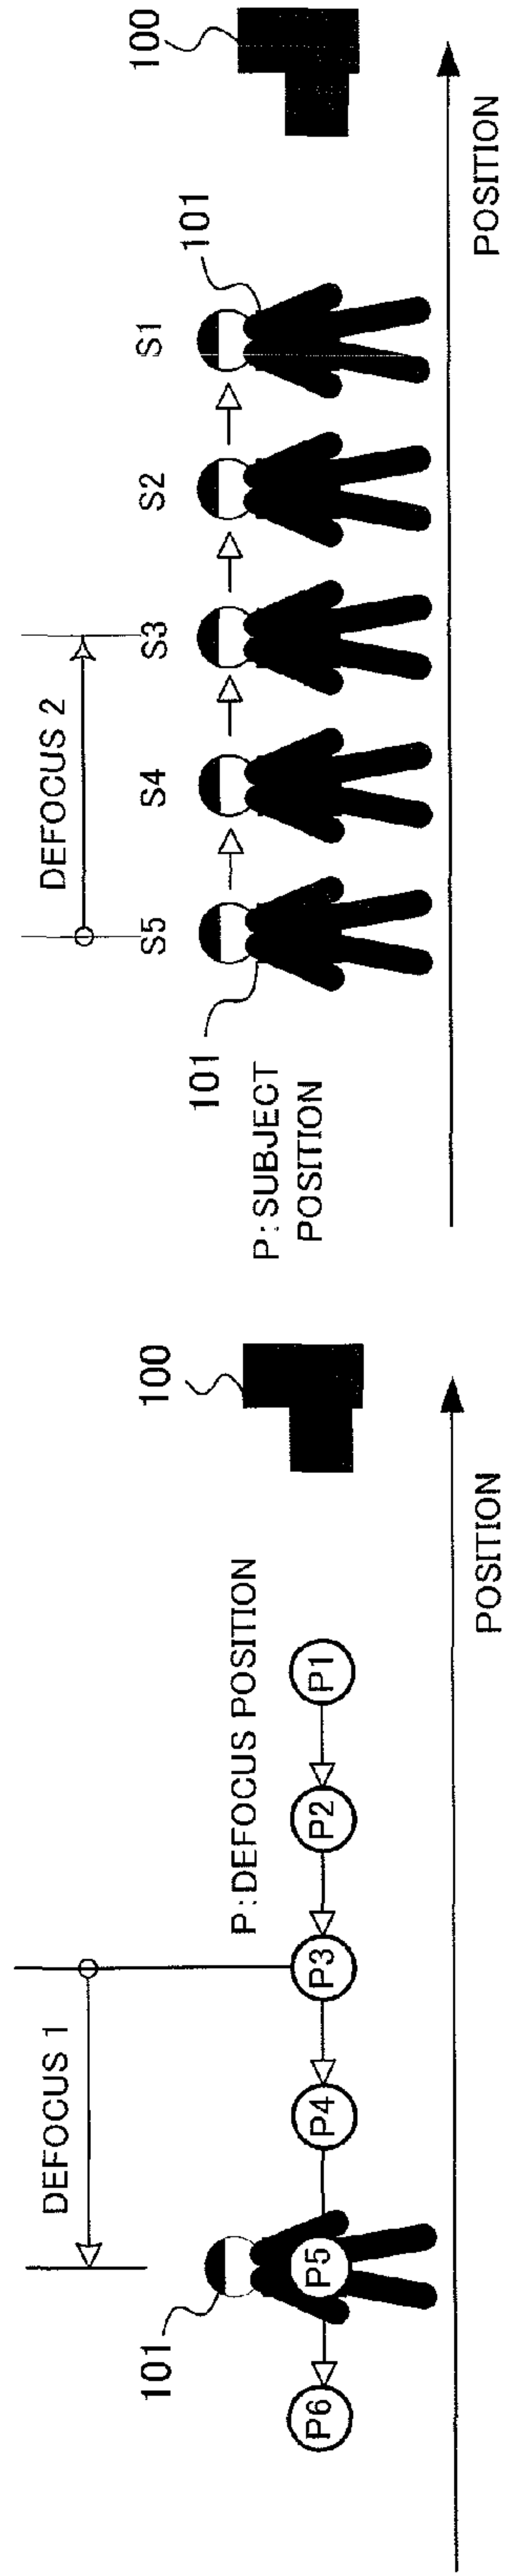 DEFOCUS 1
100
101
P:DEFOCUS POSITION
P6
P5
P4
P3
P2
P1
POSITION
DEFOCUS 2
100
S5
S4
S3
S2
S1
101
101
P:SUBJECT
POSITION
POSITION